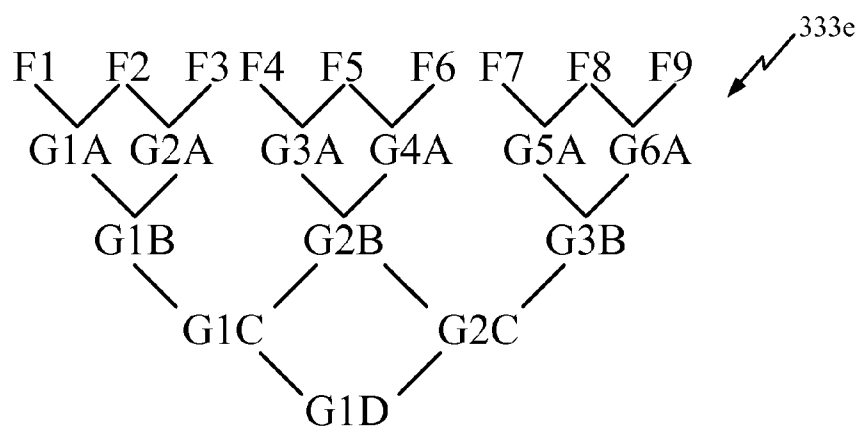 333e
F1 F2 F3 F4 F5 F6 F7 F8 F9
G1A G2A G3A G4A G5A G6A
G1B G2B G3B
G1C G2C
G1D